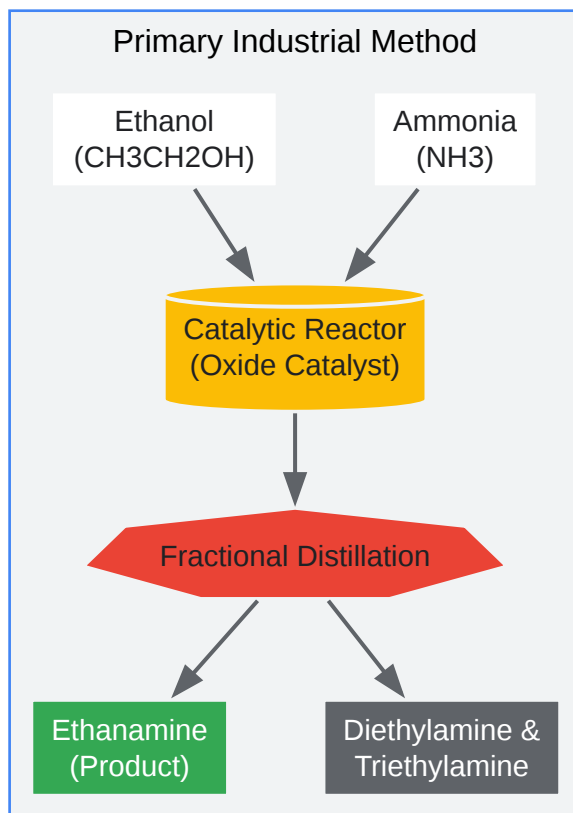 Primary Industrial Method
Ethanol
(CH3CH2OH)
Ammonia
(NH3)
Catalytic Reactor
(Oxide Catalyst)
Fractional Distillation
Ethanamine
(Product)
Diethylamine &
Triethylamine